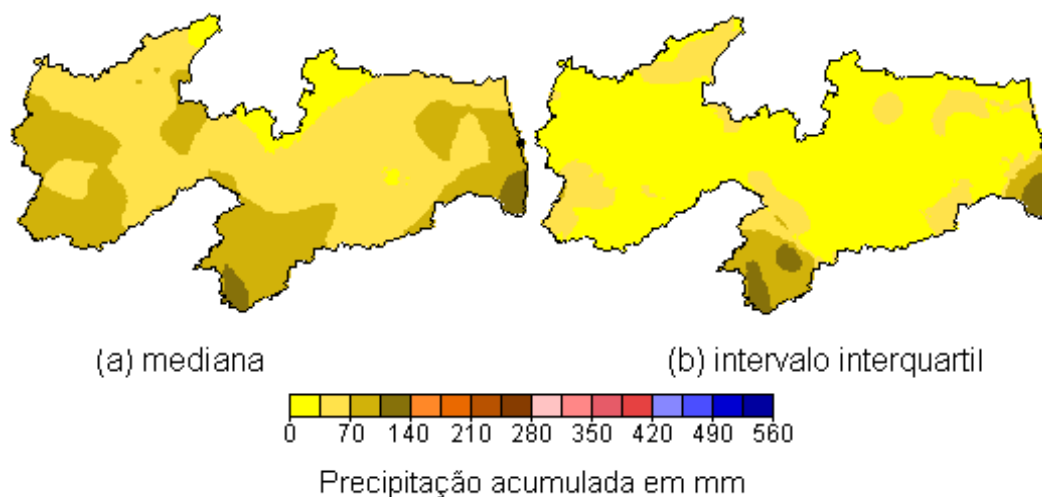 (a) mediana
(b) intervalo interquartil
0 70 140 210 280 350 420 490 560
Precipitação acumulada em mm